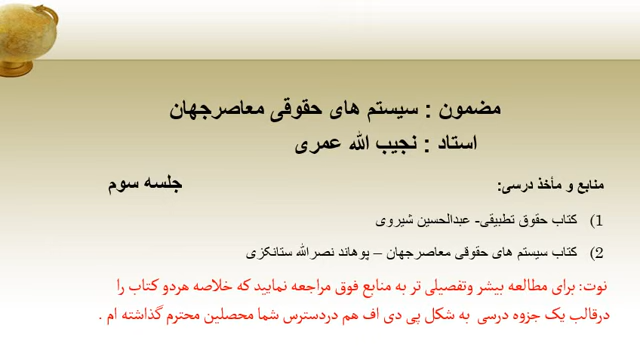 مضمون : سیستم های حقوقی معاصرجهان
استاد : نجیب الله عمری
جلسه سوم
منابع و مأخذ درسی:
1) کتاب حقوق تطبیقی- عبدالحسین شیروی
2) کتاب سیستم های حقوقی معاصرجهان – پوهاند نصرالله ستانکزی
نوت: برای مطالعه بیشر وتفصیلی تر به منابع فوق مراجعه نمایید که خلاصه هردو کتاب را
درقالب یک جزوه درسی به شکل پی دی اف هم دردسترس شما محصلین محترم گذاشته ام .